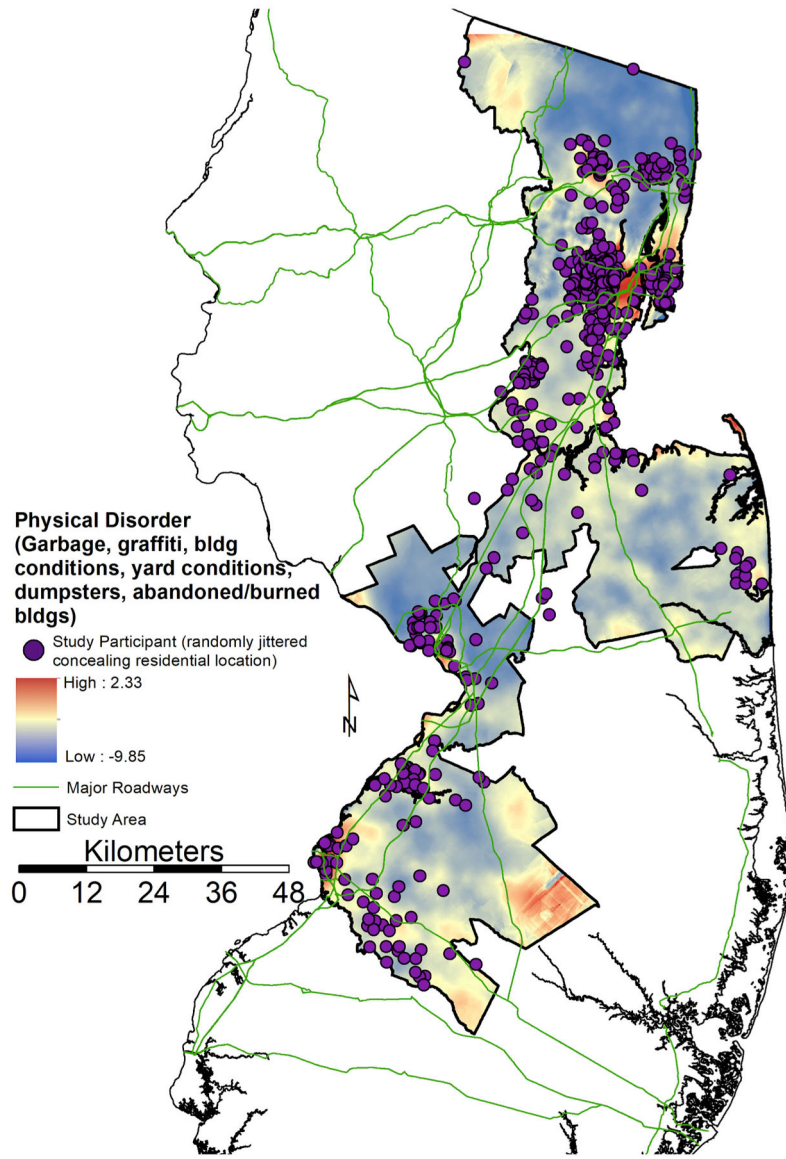 Physical Disorder
(Garbage, graffiti, bldg
conditions, yard conditions,
dumpsters, abandoned/burned
bldgs)
Study Participant (randomly jittered
concealing residential location)
High : 2.33
Low : -9.85
N
Major Roadways
Study Area
Kilometers
0 12 24 36 48